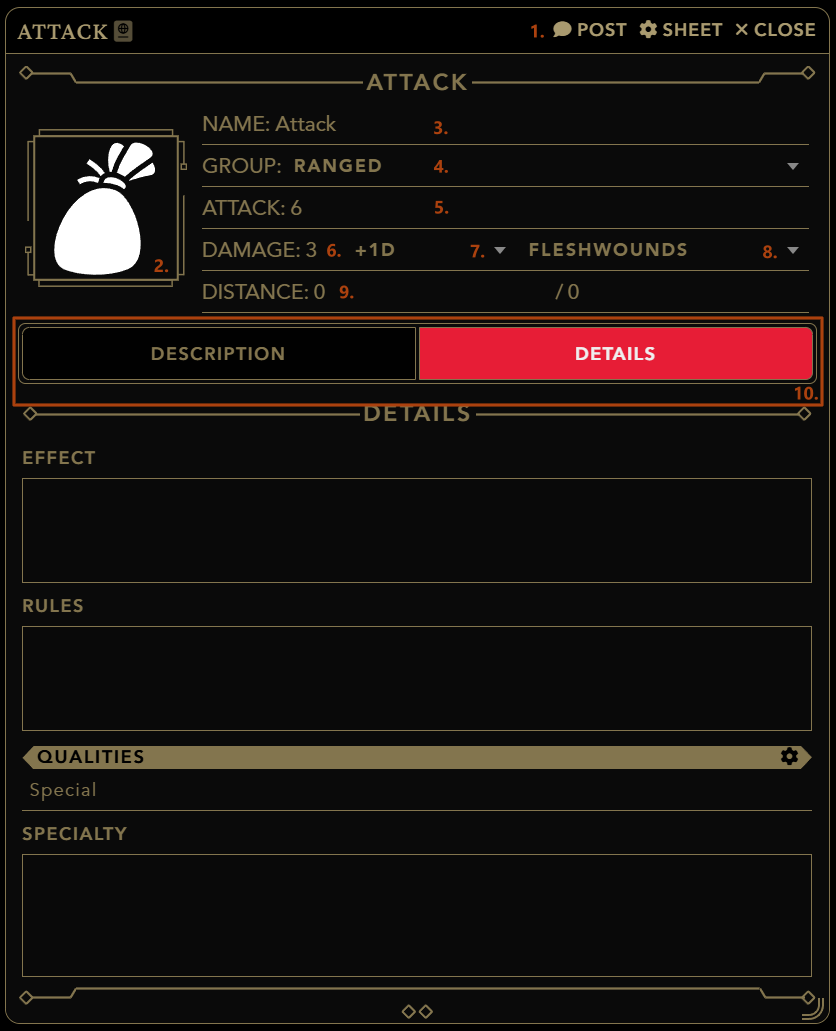 ATTACK 1. POST SHEET × CLOSE
ATTACK
NAME: Attack 3.
GROUP: RANGED 4.
ATTACK: 6 5.
DAMAGE: 3 6. +1D 7. FLESHWOUNDS 8.
2.
DISTANCE: 0 9. / 0
DESCRIPTION DETAILS
10.
DETAILS
EFFECT
RULES
QUALITIES
Special
SPECIALTY